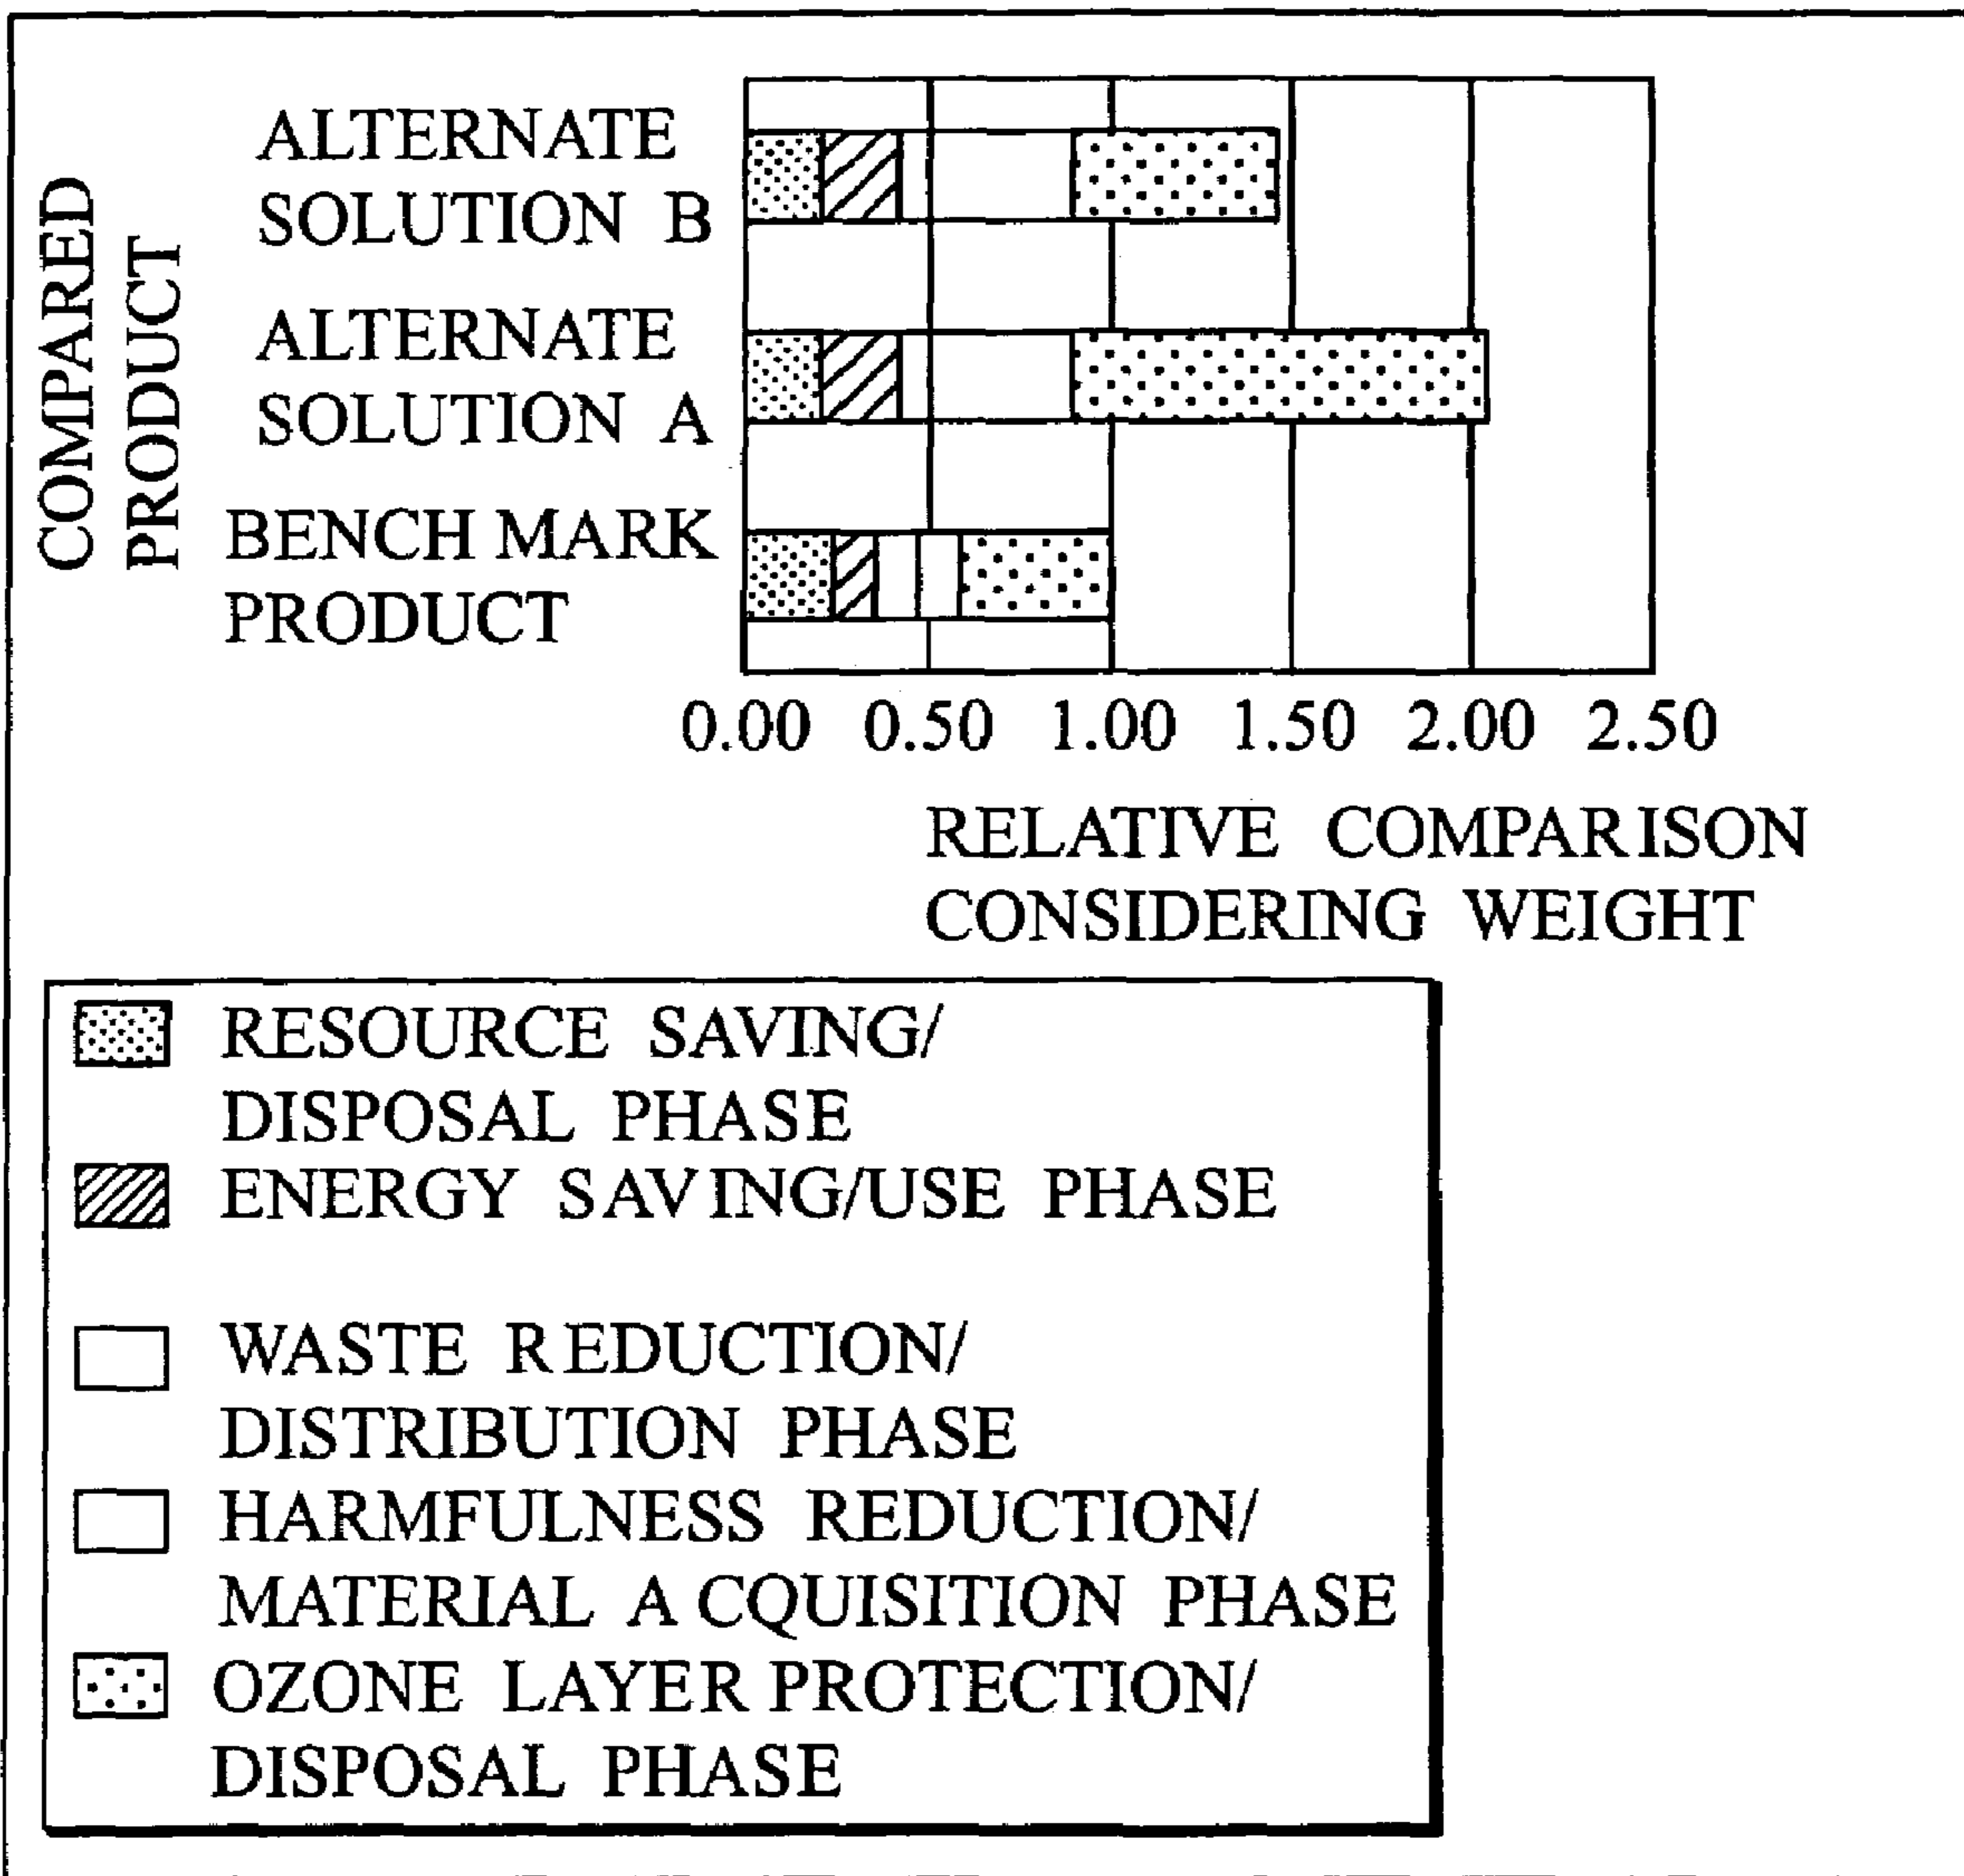 COMPARED
PRODUCT
ALTERNATE
SOLUTION B
ALTERNATE
SOLUTION A
BENCH MARK
PRODUCT
0.00 0.50 1.00 1.50 2.00 2.50
RELATIVE COMPARISON
CONSIDERING WEIGHT
RESOURCE SAVING/
DISPOSAL PHASE
ENERGY SAVING/USE PHASE
WASTE REDUCTION/
DISTRIBUTION PHASE
HARMFULNESS REDUCTION/
MATERIAL ACQUISITION PHASE
OZONE LAYER PROTECTION/
DISPOSAL PHASE